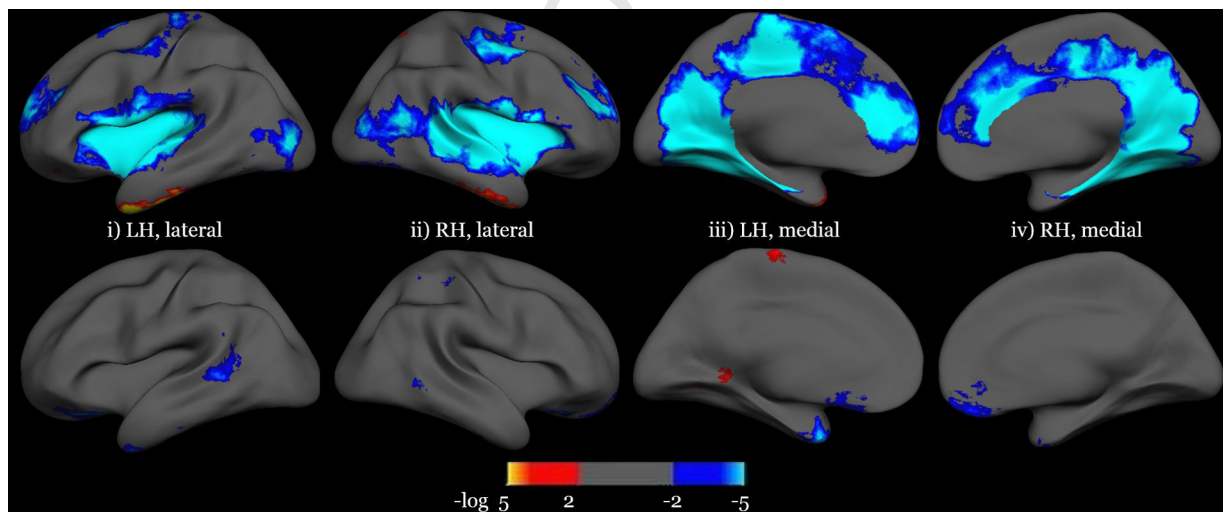 i) LH, lateral
ii) RH, lateral
iii) LH, medial
iv) RH, medial
-log 5 2 -2 -5